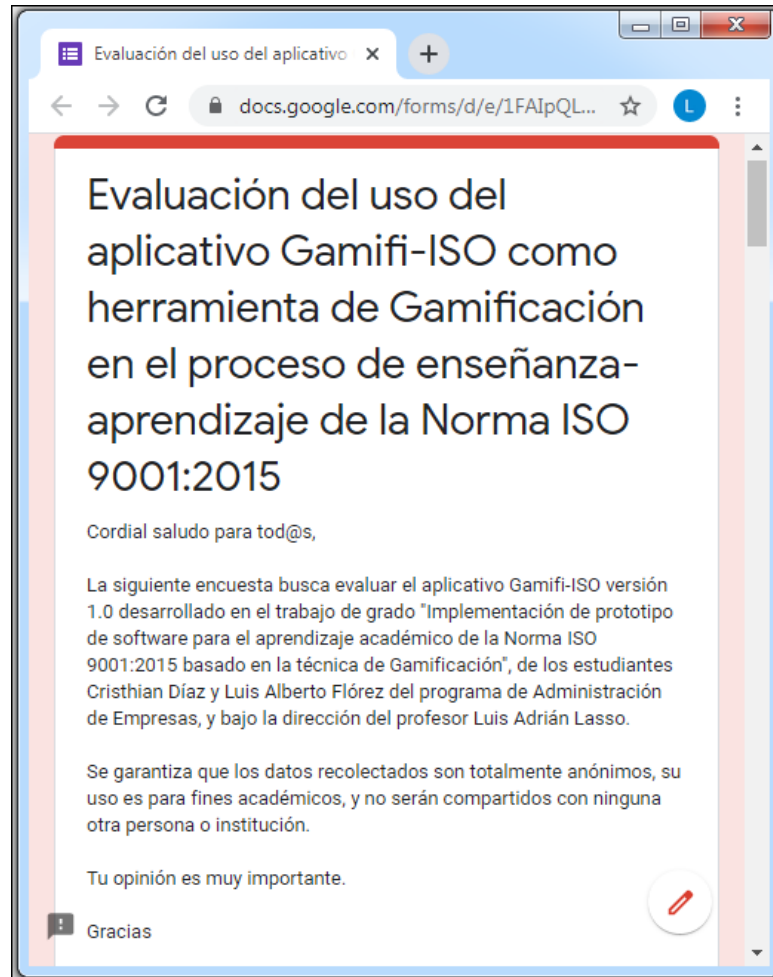 Evaluación del uso del aplicativo
docs.google.com/forms/d/e/1FAIpQL...
L
Evaluación del uso del
aplicativo Gamifi-ISO como
herramienta de Gamificación
en el proceso de enseñanza-
aprendizaje de la Norma ISO
9001:2015
Cordial saludo para tod@s,
La siguiente encuesta busca evaluar el aplicativo Gamifi-ISO versión
1.0 desarrollado en el trabajo de grado "Implementación de prototipo
de software para el aprendizaje académico de la Norma ISO
9001:2015 basado en la técnica de Gamificación", de los estudiantes
Cristhian Díaz y Luis Alberto Flórez del programa de Administración
de Empresas, y bajo la dirección del profesor Luis Adrián Lasso.
Se garantiza que los datos recolectados son totalmente anónimos, su
uso es para fines académicos, y no serán compartidos con ninguna
otra persona o institución.
Tu opinión es muy importante.
Gracias